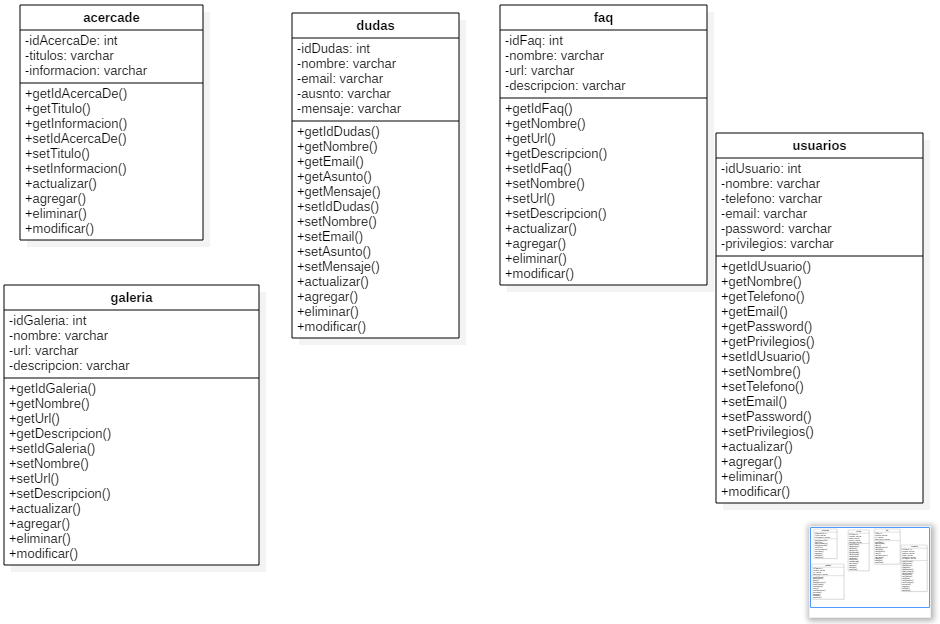 acercade
-idAcercaDe: int
-titulos: varchar
-informacion: varchar
+getIdAcercaDe()
+getTitulo()
+getInformacion()
+setIdAcercaDe()
+setTitulo()
+setInformacion()
+actualizar()
+agregar()
+eliminar()
+modificar()
dudas
-idDudas: int
-nombre: varchar
-email: varchar
-ausnto: varchar
-mensaje: varchar
+getIdDudas()
+getNombre()
+getEmail()
+getAsunto()
+getMensaje()
+setIdDudas()
+setNombre()
+setEmail()
+setAsunto()
+setMensaje()
+actualizar()
+agregar()
+eliminar()
+modificar()
faq
-idFaq: int
-nombre: varchar
-url: varchar
-descripcion: varchar
+getIdFaq()
+getNombre()
+getUrl()
+getDescripcion()
+setIdFaq()
+setNombre()
+setUrl()
+setDescripcion()
+actualizar()
+agregar()
+eliminar()
+modificar()
usuarios
-idUsuario: int
-nombre: varchar
-telefono: varchar
-email: varchar
-password: varchar
-privilegios: varchar
+getIdUsuario()
+getNombre()
+getTelefono()
+getEmail()
+getPassword()
+getPrivilegios()
+setIdUsuario()
+setNombre()
+setTelefono()
+setEmail()
+setPassword()
+setPrivilegios()
+actualizar()
+agregar()
+eliminar()
+modificar()
galeria
-idGaleria: int
-nombre: varchar
-url: varchar
-descripcion: varchar
+getIdGaleria()
+getNombre()
+getUrl()
+getDescripcion()
+setIdGaleria()
+setNombre()
+setUrl()
+setDescripcion()
+actualizar()
+agregar()
+eliminar()
+modificar()